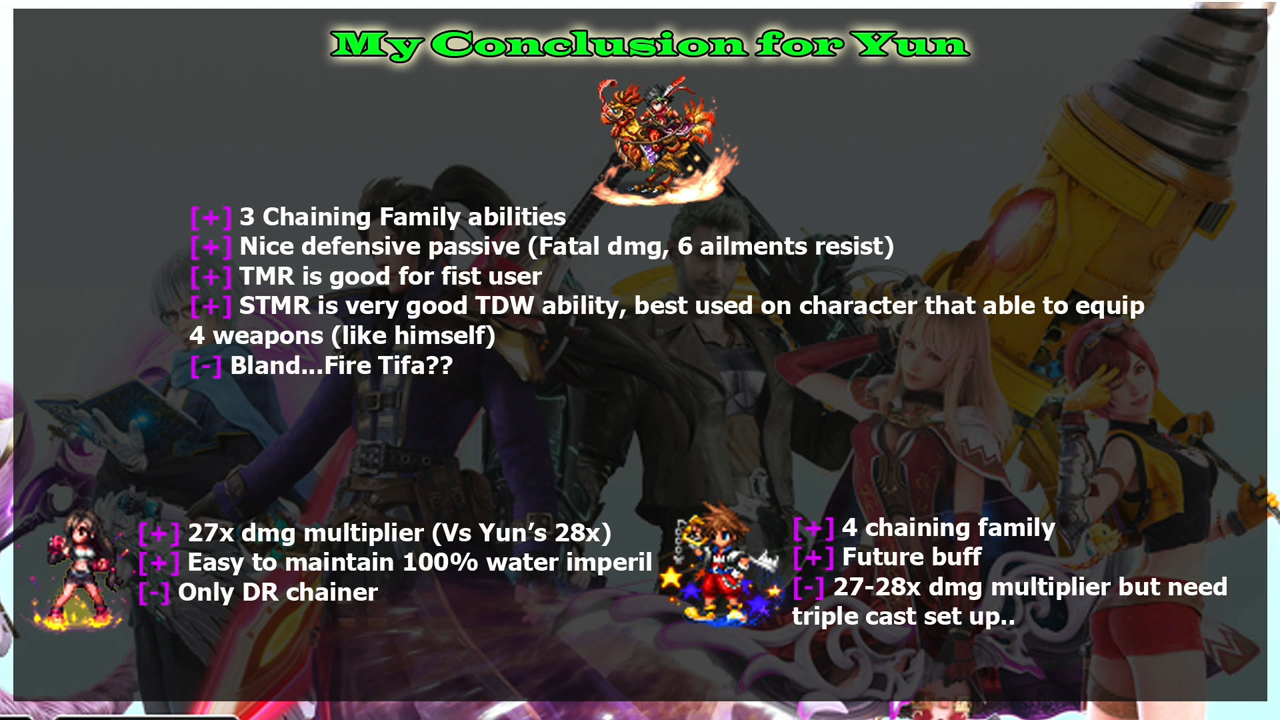 My Conclusion for Yun
[+] 3 Chaining Family abilities
[+] Nice defensive passive (Fatal dmg, 6 ailments resist)
[+] TMR is good for fist user
[+] STMR is very good TDW ability, best used on character that able to equip
4 weapons (like himself)
[-] Bland...Fire Tifa??
[+] 27x dmg multiplier (Vs Yun’s 28x)
[+] Easy to maintain 100% water imperil
[-] Only DR chainer
[+] 4 chaining family
[+] Future buff
[-] 27-28x dmg multiplier but need
triple cast set up..